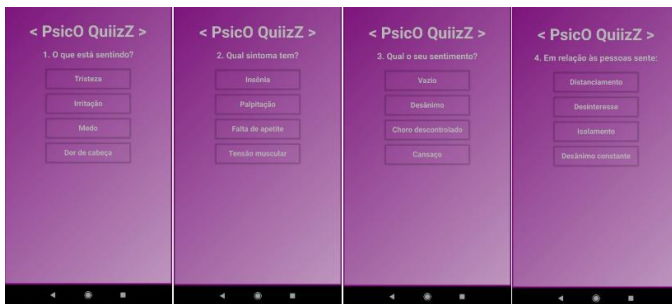 < PsicO QuiizZ >
1. O que está sentindo?
Tristeza
Irritação
Medo
Dor de cabeça
< PsicO QuiizZ >
2. Qual sintoma tem?
Insônia
Palpitação
Falta de apetite
Tensão muscular
< PsicO QuiizZ >
3. Qual o seu sentimento?
Vazio
Desânimo
Choro descontrolado
Cansaço
< PsicO QuiizZ >
4. Em relação às pessoas sente:
Distanciamento
Desinteresse
Isolamento
Desânimo constante